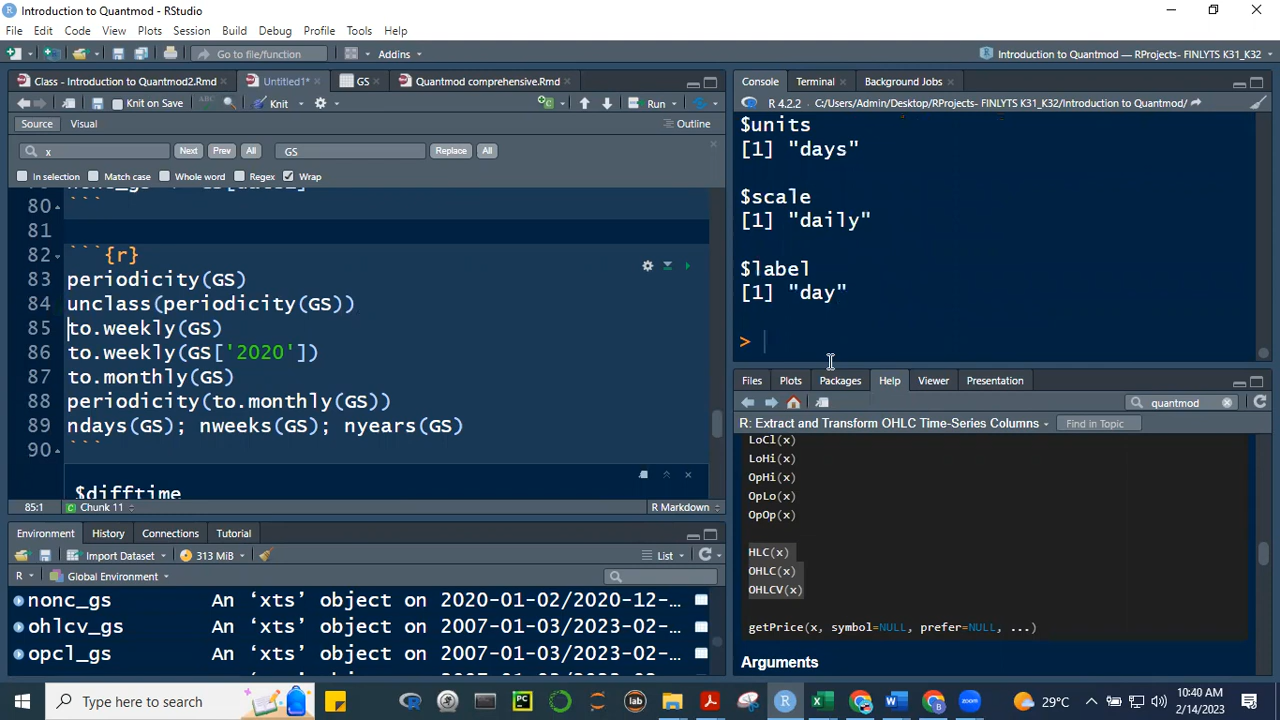 Introduction to Quantmod - RStudio
File Edit Code View Plots Session Build Debug Profile Tools Help
Go to file/function Addins Introduction to Quantmod — RProjects- FINLYTS K31_K32
Class - Introduction to Quantmod2.Rmd Untitled1* GS Quantmod comprehensive.Rmd
Knit on Save ABC Knit Run
Source Visual Outline
x Next Prev All GS Replace All
In selection Match case Whole word Regex Wrap
80 ```
81
82 ```{r}
83 periodicity(GS)
84 unclass(periodicity(GS))
85 to.weekly(GS)
86 to.weekly(GS['2020'])
87 to.monthly(GS)
88 periodicity(to.monthly(GS))
89 ndays(GS); nweeks(GS); nyears(GS)
90 ```
$difftime
85:1 Chunk 11 R Markdown
Environment History Connections Tutorial
Import Dataset 313 MiB List
R Global Environment
nonc_gs An ‘xts’ object on 2020-01-02/2020-12-…
ohlcv_gs An ‘xts’ object on 2007-01-03/2023-02-…
opcl_gs An ‘xts’ object on 2007-01-03/2023-02-…
Console Terminal Background Jobs
R 4.2.2 · C:/Users/Admin/Desktop/RProjects- FINLYTS K31_K32/Introduction to Quantmod/
$units
[1] "days"
$scale
[1] "daily"
$label
[1] "day"
>
Files Plots Packages Help Viewer Presentation
quantmod
R: Extract and Transform OHLC Time-Series Columns Find in Topic
LoCl(x)
LoHi(x)
OpHi(x)
OpLo(x)
OpOp(x)
HLC(x)
OHLC(x)
OHLCV(x)
getPrice(x, symbol=NULL, prefer=NULL, ...)
Arguments
Type here to search PC lab W zoom 29°C 10:40 AM
2/14/2023